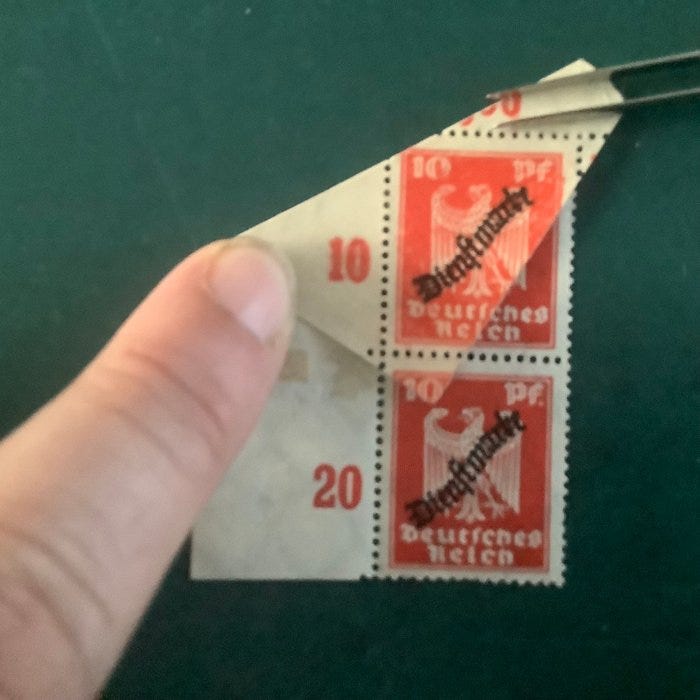 10 Pf.
Dienstmarke
10
Deutsches
Reich
10 Pf.
Dienstmarke
20
Deutsches
Reich